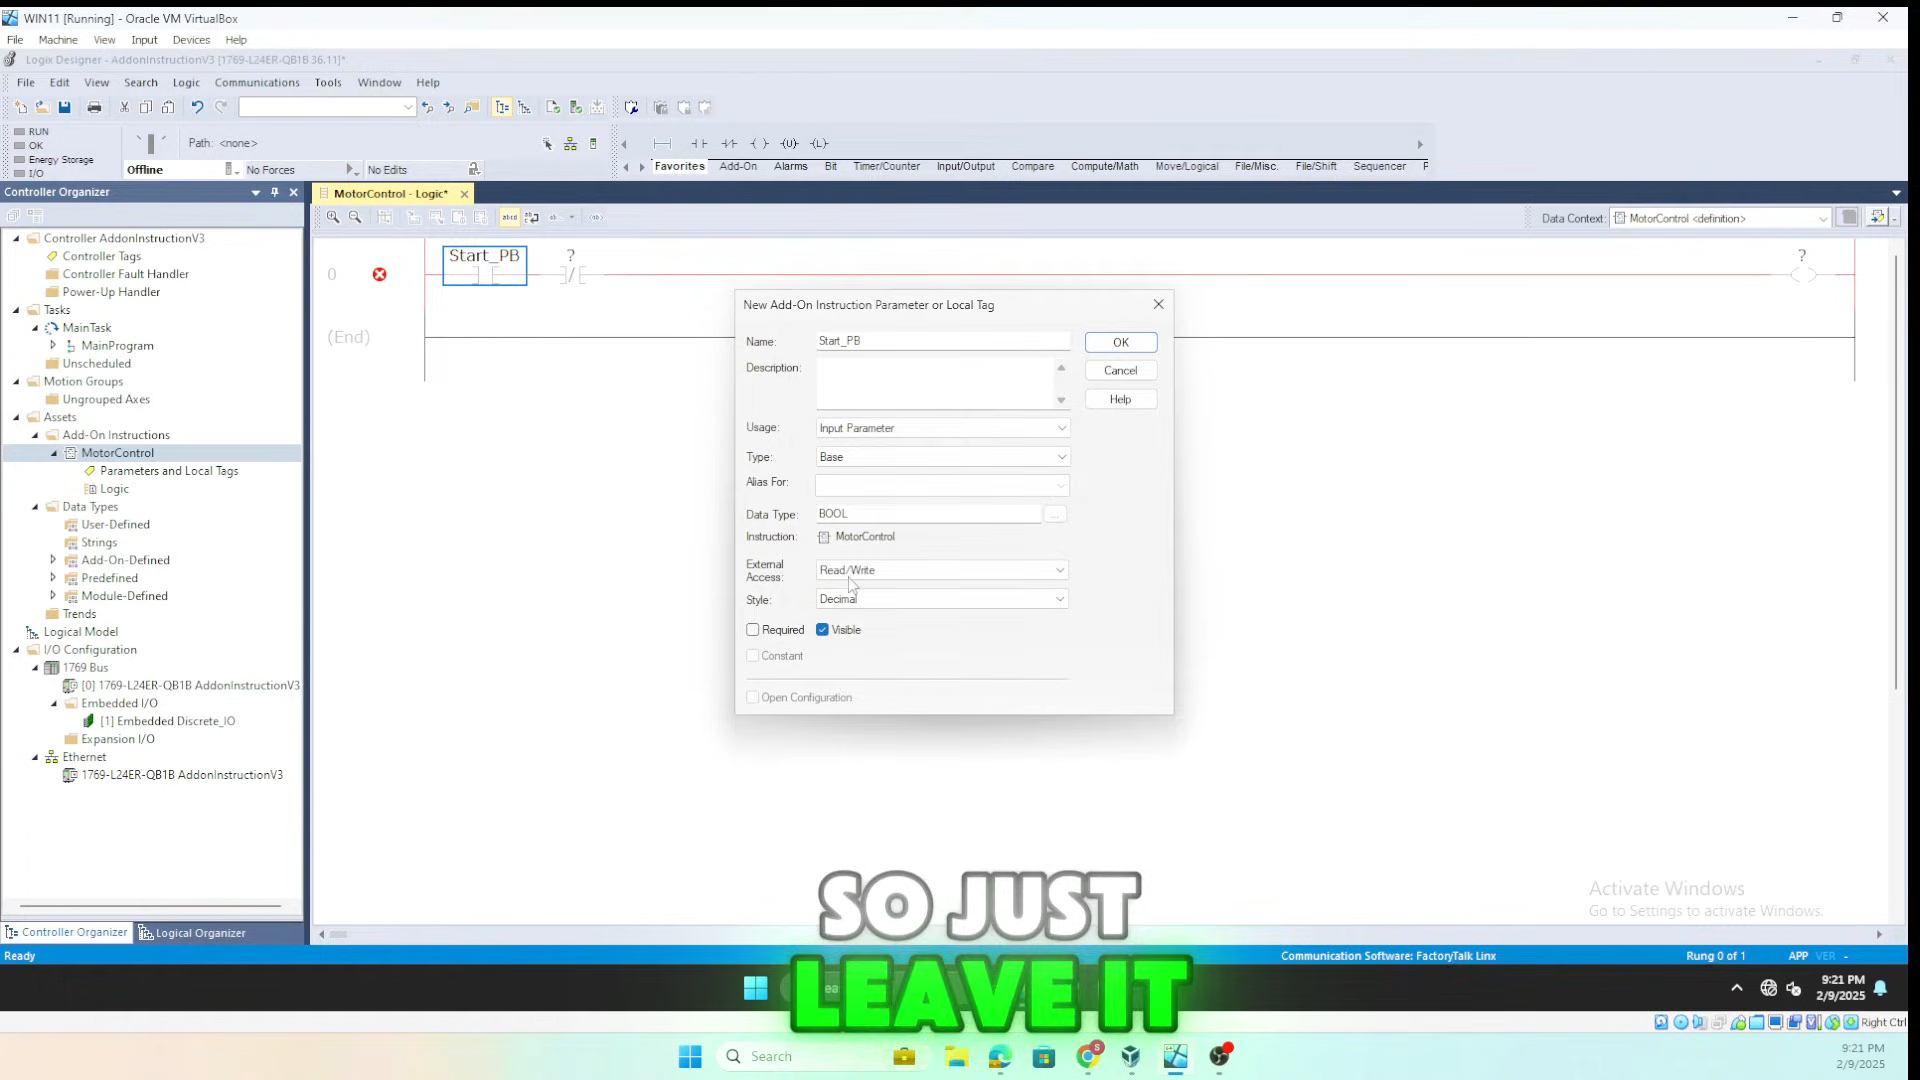 WIN11 [Running] - Oracle VM VirtualBox
File Machine View Input Devices Help
Logix Designer - AddonInstructionV3 [1769-L24ER-QB1B 36.11]*
File Edit View Search Logic Communications Tools Window Help
RUN
OK
Energy Storage
I/O
Path: <none>
Offline
No Forces
No Edits
Favorites Add-On Alarms Bit Timer/Counter Input/Output Compare Compute/Math Move/Logical File/Misc. File/Shift Sequencer
Controller Organizer
MotorControl - Logic*
Data Context: MotorControl <definition>
Controller AddonInstructionV3
Controller Tags
Controller Fault Handler
Power-Up Handler
Tasks
MainTask
MainProgram
Unscheduled
Motion Groups
Ungrouped Axes
Assets
Add-On Instructions
MotorControl
Parameters and Local Tags
Logic
Data Types
User-Defined
Strings
Add-On-Defined
Predefined
Module-Defined
Trends
Logical Model
I/O Configuration
1769 Bus
[0] 1769-L24ER-QB1B AddonInstructionV3
Embedded I/O
[1] Embedded Discrete_IO
Expansion I/O
Ethernet
1769-L24ER-QB1B AddonInstructionV3
Controller Organizer Logical Organizer
Start_PB ? ?
0
(End)
New Add-On Instruction Parameter or Local Tag
Name: Start_PB
OK
Description:
Cancel
Help
Usage: Input Parameter
Type: Base
Alias For:
Data Type: BOOL ...
Instruction: MotorControl
External Access: Read/Write
Style: Decimal
Required Visible
Constant
Open Configuration
SO JUST
LEAVE IT
Activate Windows
Go to Settings to activate Windows.
Ready
Communication Software: FactoryTalk Linx
Rung 0 of 1
APP VER
9:21 PM
2/9/2025
Right Ctrl
Search
9:21 PM
2/9/2025